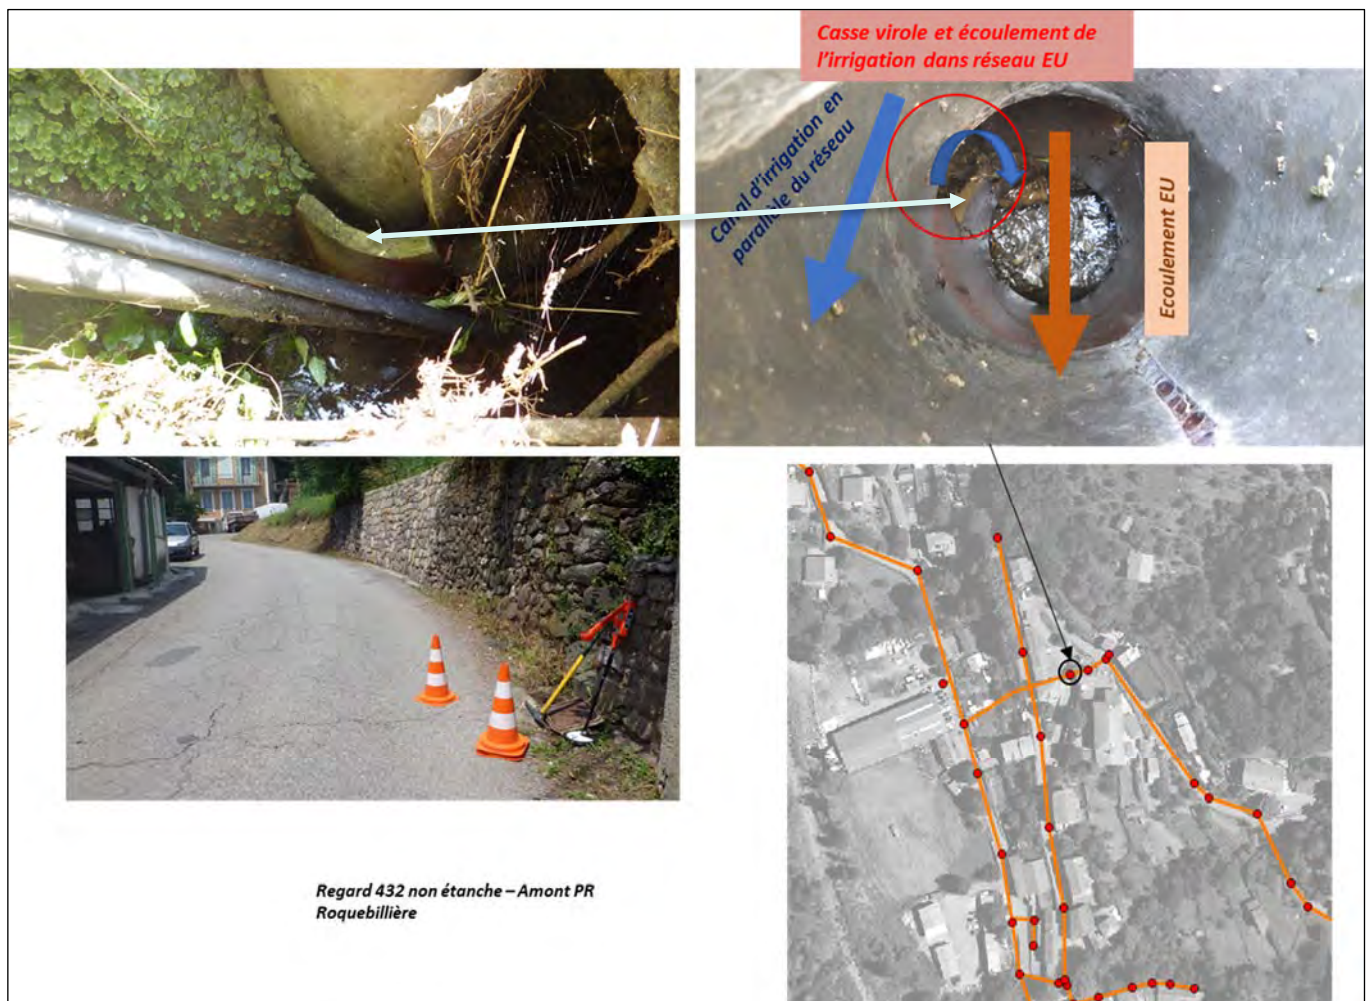 Casse virole et écoulement de
l'irrigation dans réseau EU
Canal d'irrigation en
parallèle du réseau
Ecoulement EU
Regard 432 non étanche – Amont PR
Roquebillière